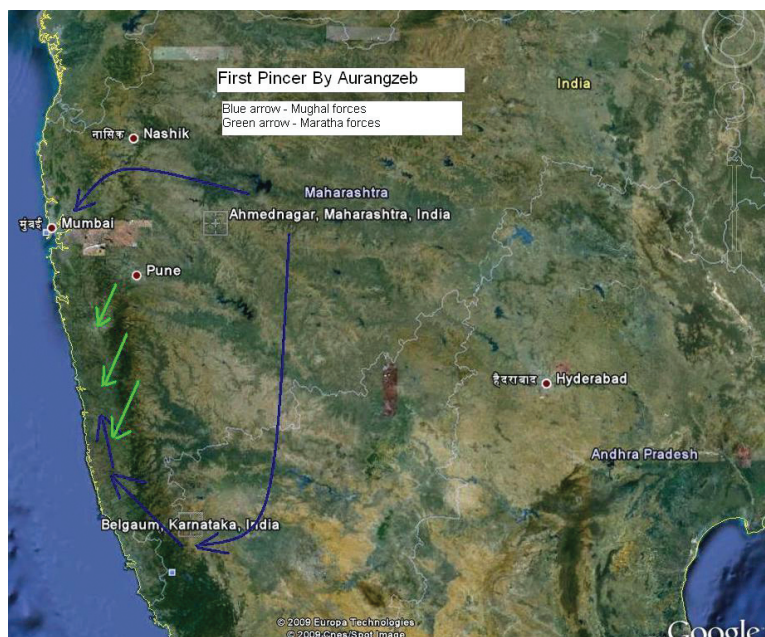 First Pincer By Aurangzeb
Blue arrow - Mughal forces
Green arrow - Maratha forces
India
नासिक Nashik
Maharashtra
Ahmednagar, Maharashtra, India
मुंबई Mumbai
Pune
हैदराबाद Hyderabad
Andhra Pradesh
Belgaum, Karnataka, India
© 2009 Europa Technologies
© 2009 Cnes/Spot Image
Google